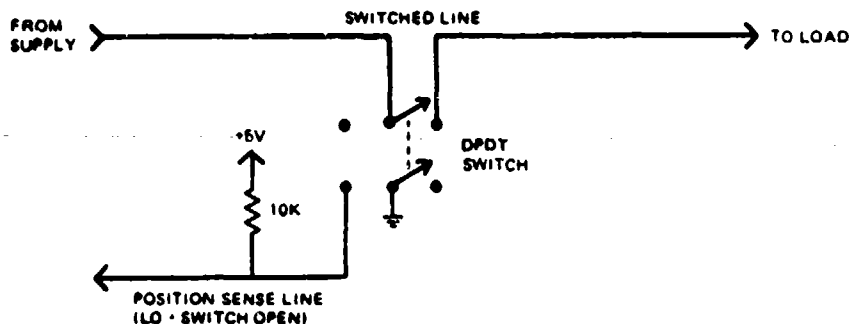 SWITCHED LINE
FROM
SUPPLY
TO LOAD
DPDT
SWITCH
+5V
10K
POSITION SENSE LINE
(LO - SWITCH OPEN)